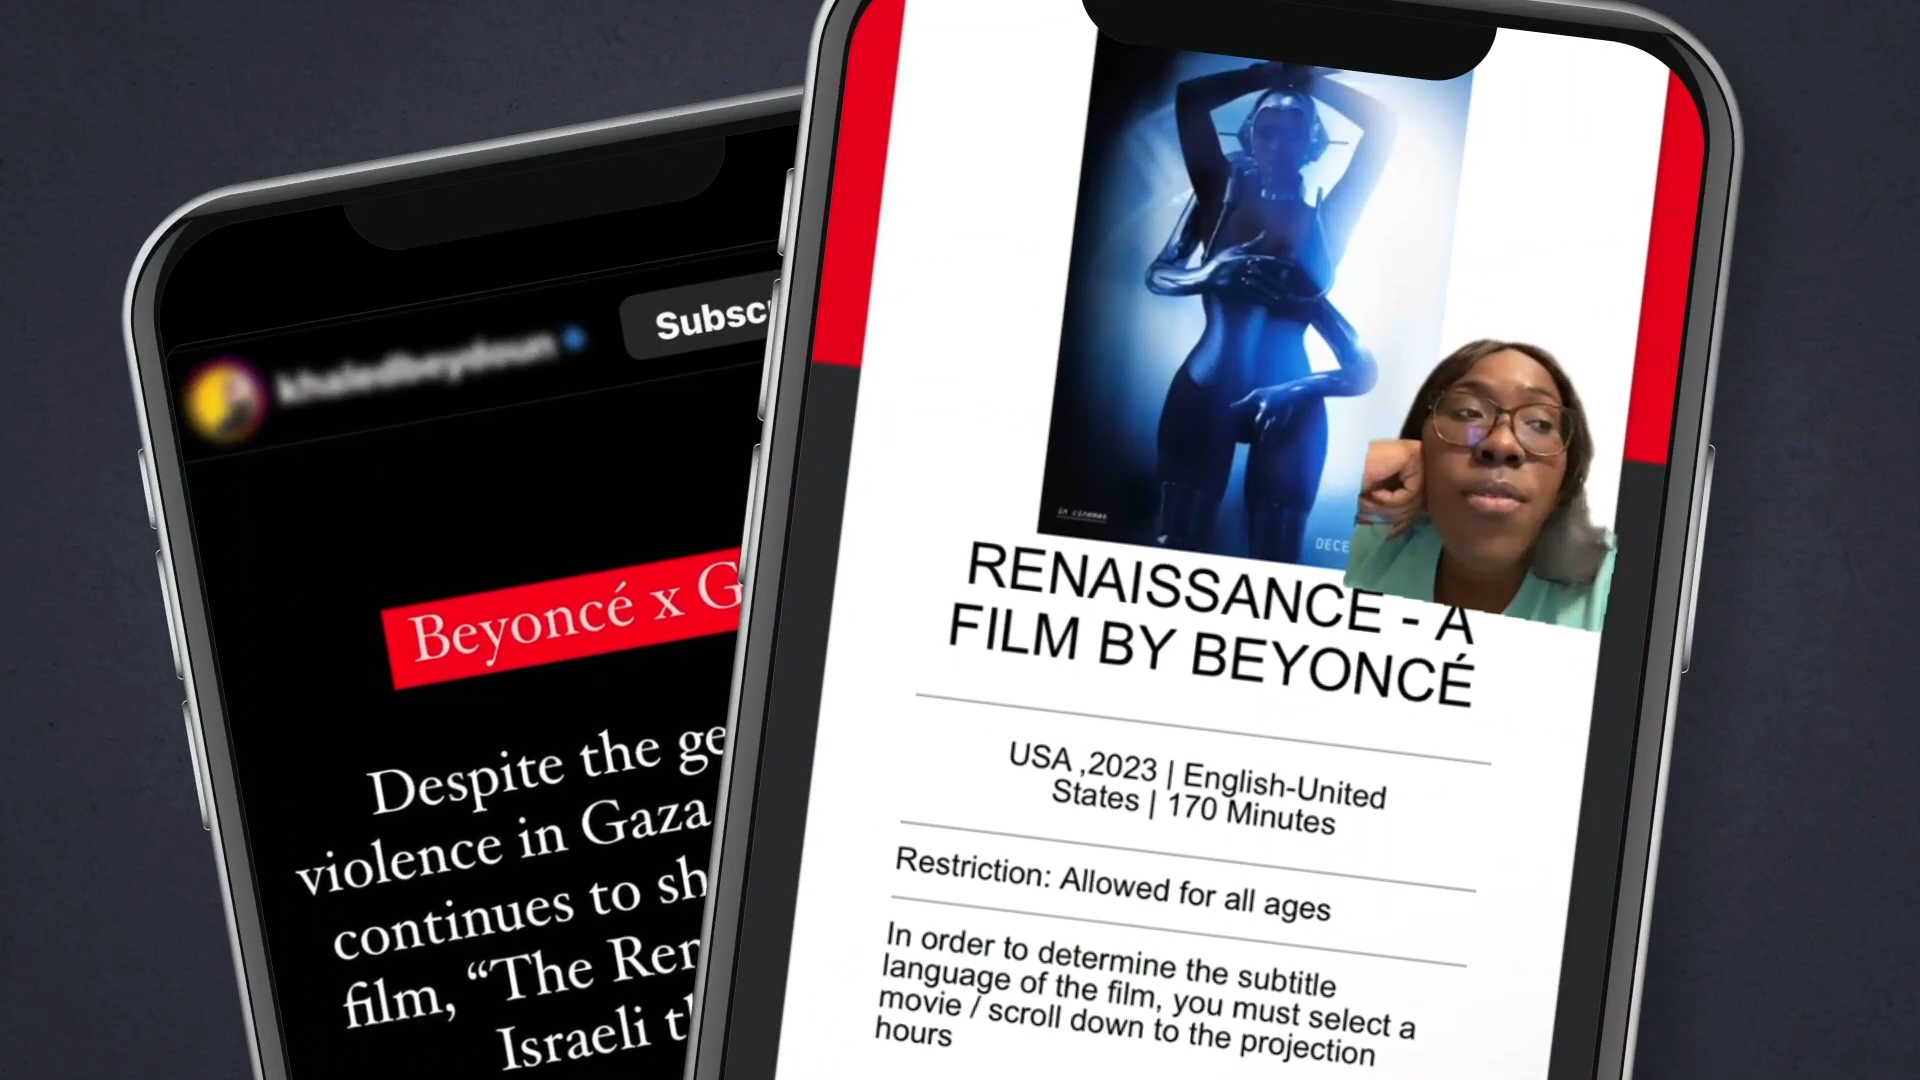 khaledbeydoun
Subsc
Beyoncé x G
Despite the ge
violence in Gaza
continues to sh
film, “The Ren
Israeli t
in cinemas
DECE
RENAISSANCE - A
FILM BY BEYONCÉ
USA ,2023 | English-United
States | 170 Minutes
Restriction: Allowed for all ages
In order to determine the subtitle
language of the film, you must select a
movie / scroll down to the projection
hours